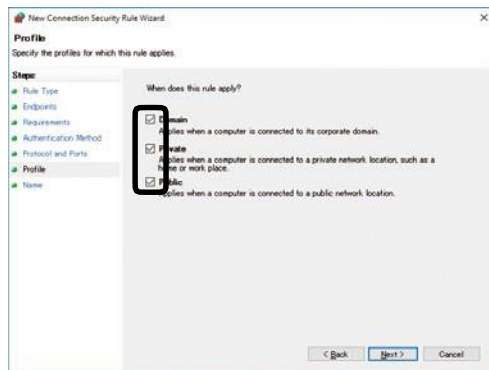 New Connection Security Rule Wizard
Profile
Specify the profiles for which this rule applies.
Steps:
Rule Type
Endpoints
Requirements
Authentication Method
Protocol and Ports
Profile
Name
When does this rule apply?
Domain
Applies when a computer is connected to its corporate domain.
Private
Applies when a computer is connected to a private network location, such as a
home or work place.
Public
Applies when a computer is connected to a public network location.
< Back
Next >
Cancel